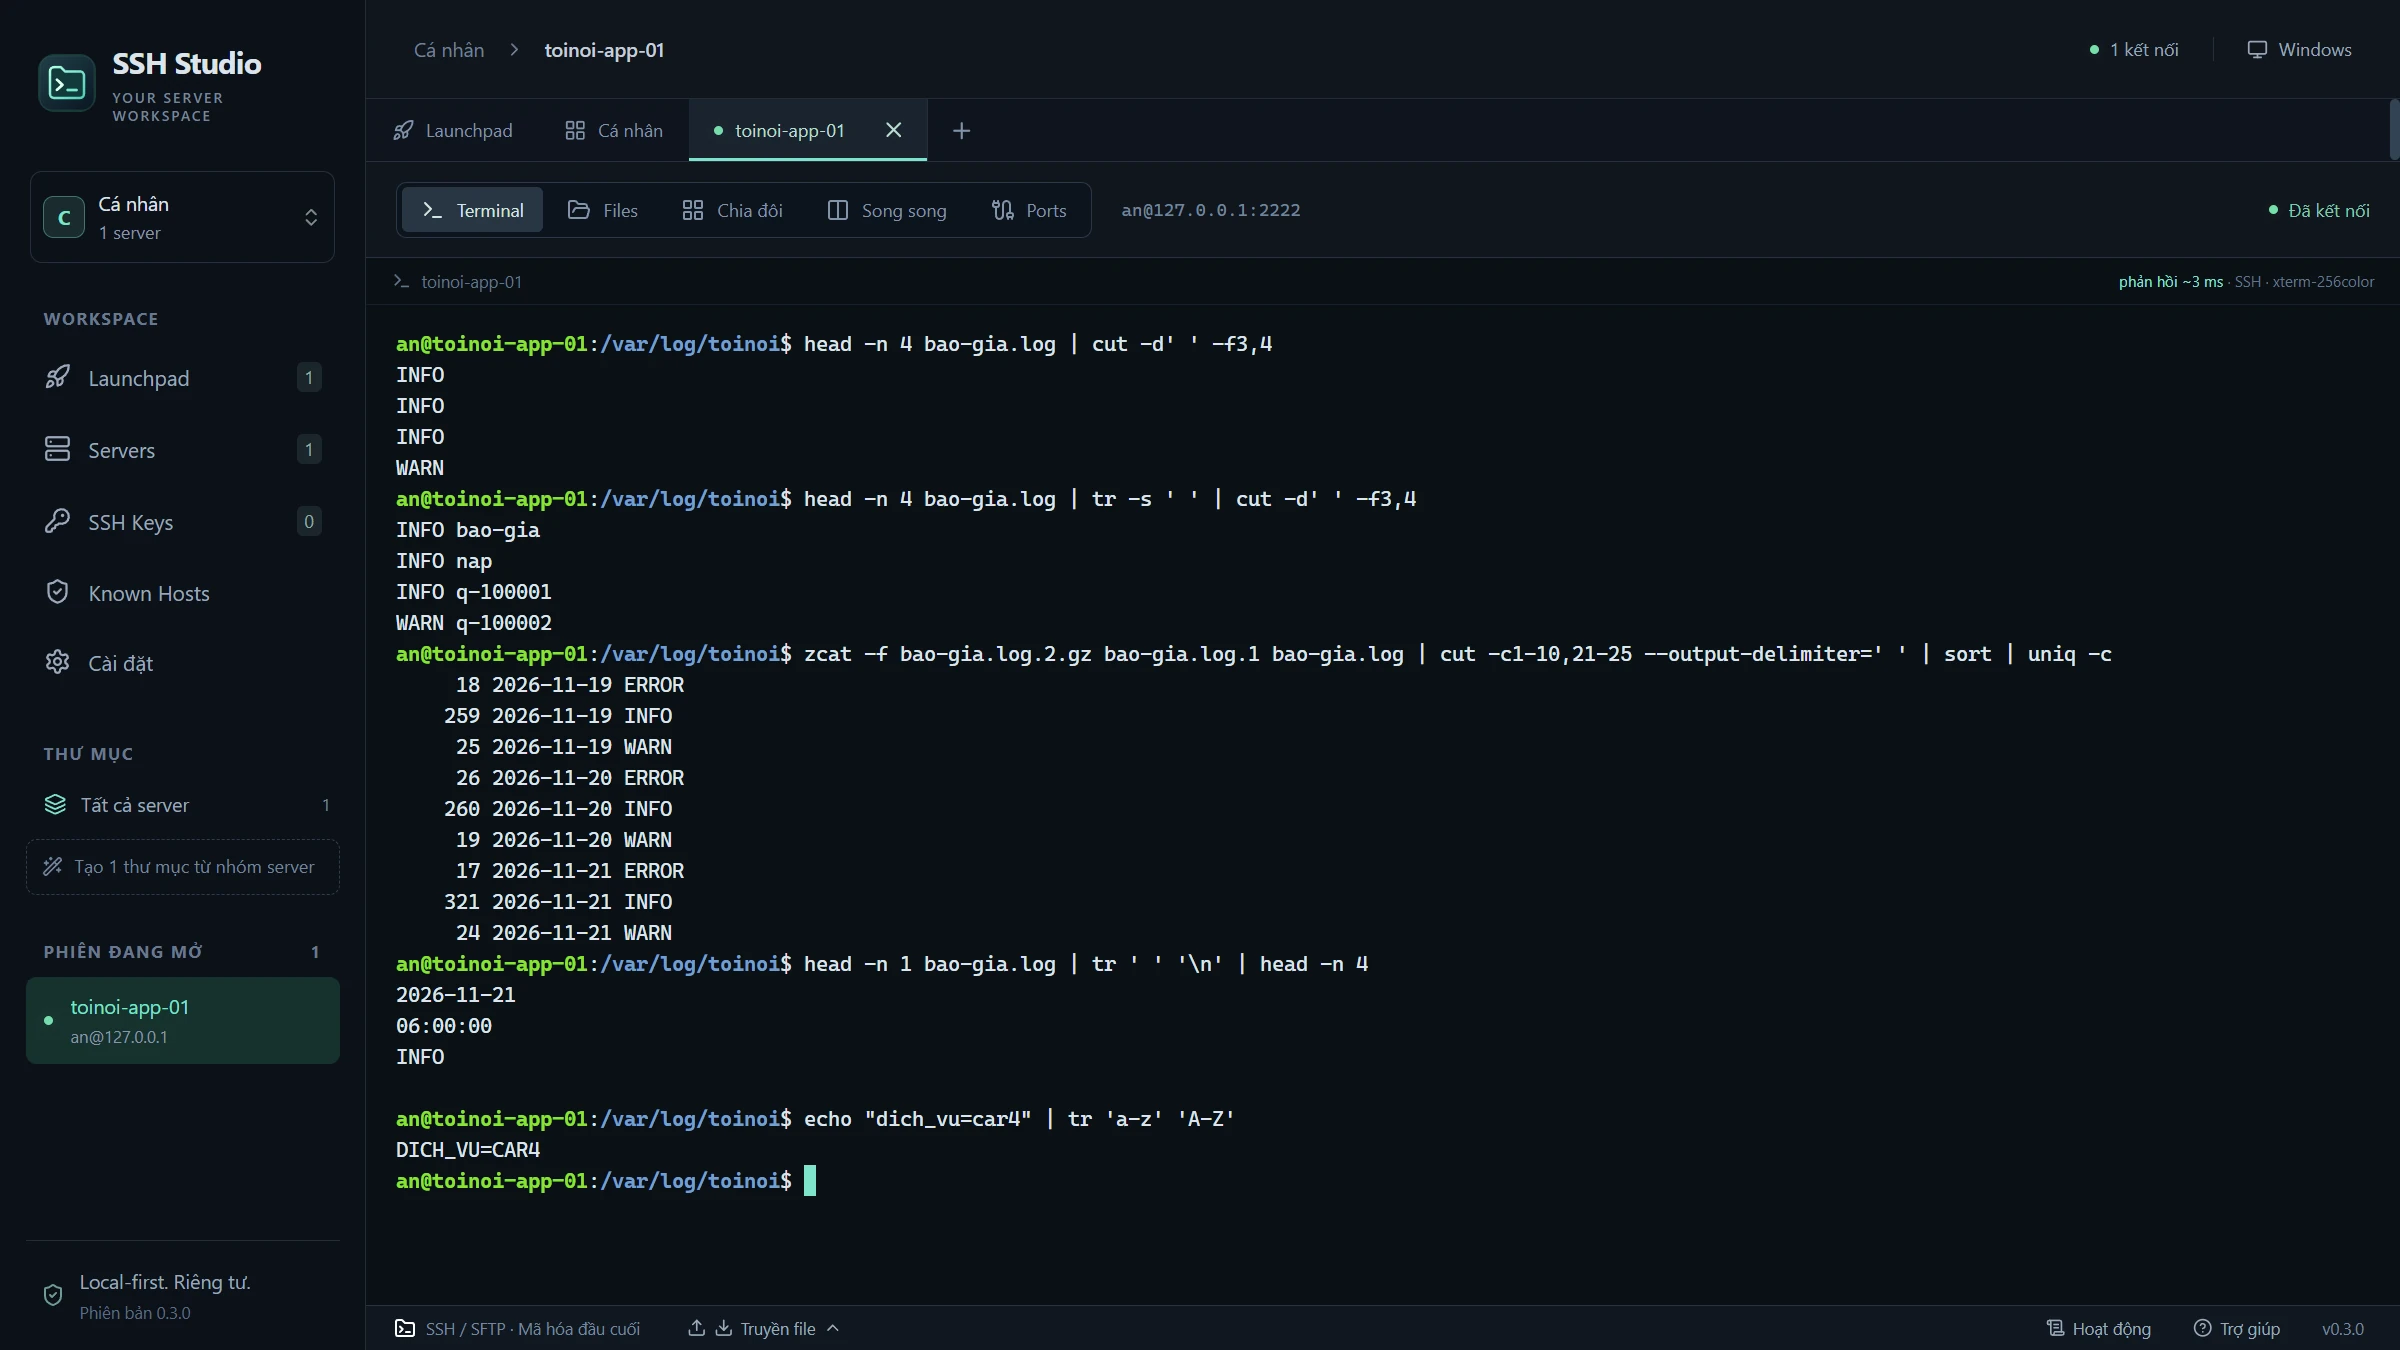 SSH Studio
YOUR SERVER
WORKSPACE
C
Cá nhân
1 server
WORKSPACE
Launchpad 1
Servers 1
SSH Keys 0
Known Hosts
Cài đặt
THƯ MỤC
Tất cả server 1
Tạo 1 thư mục từ nhóm server
PHIÊN ĐANG MỞ 1
toinoi-app-01
an@127.0.0.1
Local-first. Riêng tư.
Phiên bản 0.3.0
Cá nhân > toinoi-app-01
1 kết nối
Windows
Launchpad
Cá nhân
toinoi-app-01
Terminal
Files
Chia đôi
Song song
Ports
an@127.0.0.1:2222
Đã kết nối
toinoi-app-01
phản hồi ~3 ms · SSH · xterm-256color
an@toinoi-app-01:/var/log/toinoi$ head -n 4 bao-gia.log | cut -d' ' -f3,4
INFO
INFO
INFO
WARN
an@toinoi-app-01:/var/log/toinoi$ head -n 4 bao-gia.log | tr -s ' ' | cut -d' ' -f3,4
INFO bao-gia
INFO nap
INFO q-100001
WARN q-100002
an@toinoi-app-01:/var/log/toinoi$ zcat -f bao-gia.log.2.gz bao-gia.log.1 bao-gia.log | cut -c1-10,21-25 --output-delimiter=' ' | sort | uniq -c
18 2026-11-19 ERROR
259 2026-11-19 INFO
25 2026-11-19 WARN
26 2026-11-20 ERROR
260 2026-11-20 INFO
19 2026-11-20 WARN
17 2026-11-21 ERROR
321 2026-11-21 INFO
24 2026-11-21 WARN
an@toinoi-app-01:/var/log/toinoi$ head -n 1 bao-gia.log | tr ' ' '\n' | head -n 4
2026-11-21
06:00:00
INFO
an@toinoi-app-01:/var/log/toinoi$ echo "dich_vu=car4" | tr 'a-z' 'A-Z'
DICH_VU=CAR4
an@toinoi-app-01:/var/log/toinoi$
SSH / SFTP · Mã hóa đầu cuối
Truyền file
Hoạt động
Trợ giúp
v0.3.0